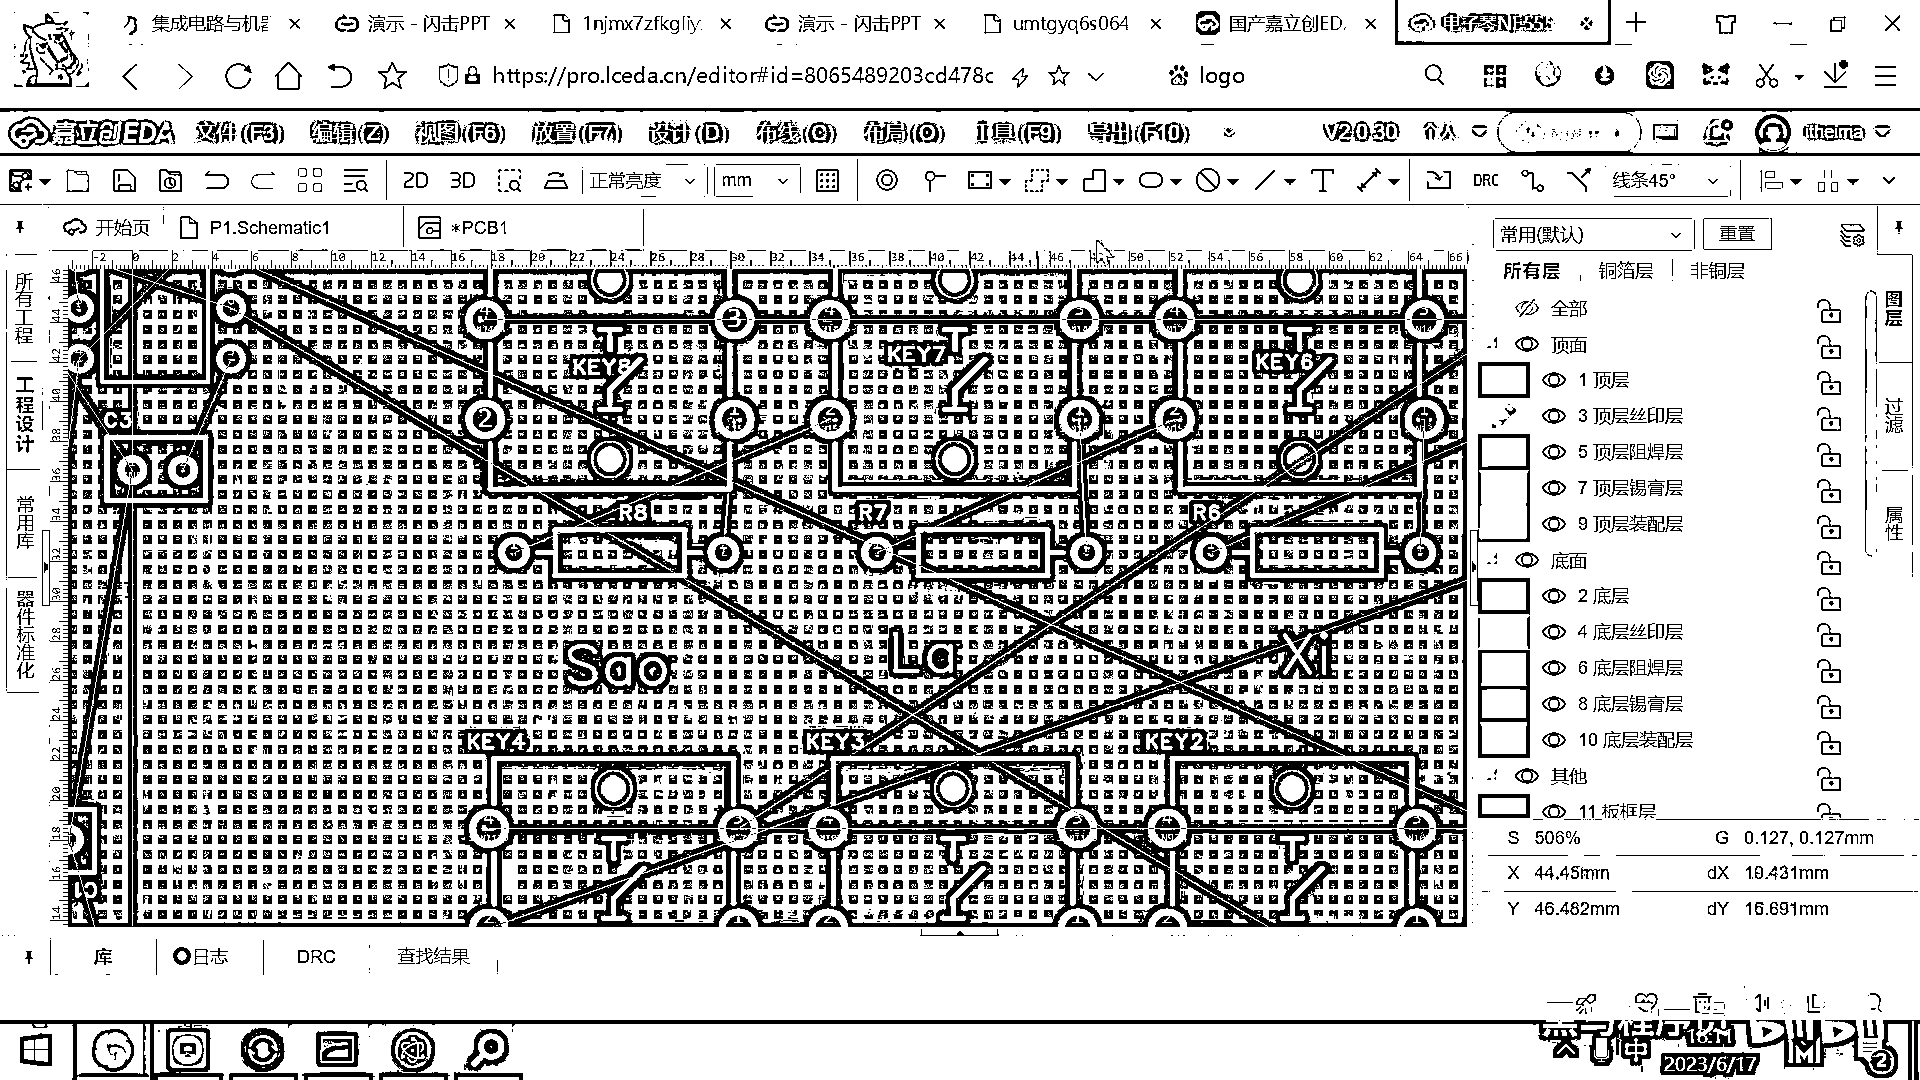 集成电路与机器
演示 - 闪击PPT
1njmx7zfkgfiy.
演示 - 闪击PPT
umtgyq6s064
国产嘉立创ED.
电子琴NE555
https://pro.lceda.cn/editor#id=8065489203cd478c
logo
嘉立创EDA 文件(F3) 编辑(Z) 视图(F6) 放置(F7) 设计(D) 布线(C) 布局(O) 工具(F9) 导出(F10) V2.0.30 个人 itheima
2D 3D 正常亮度 mm DRC 线条45°
开始页 P1.Schematic1 *PCB1
常用(默认) 重置
所有层 铜箔层 非铜层
全部
顶面
1 顶层
3 顶层丝印层
5 顶层阻焊层
7 顶层锡膏层
9 顶层装配层
底面
2 底层
4 底层丝印层
6 底层阻焊层
8 底层锡膏层
10 底层装配层
其他
11 板框层
图层
过滤
属性
所有工程
工程设计
常用库
器件标准化
KEY8 KEY7 KEY6
C3
R8 R7 R6
Sao La Xi
KEY4 KEY3 KEY2
S 506% G 0.127, 0.127mm
X 44.45mm dX 19.431mm
Y 46.482mm dY 16.691mm
库 日志 DRC 查找结果
中
2023/6/17
2